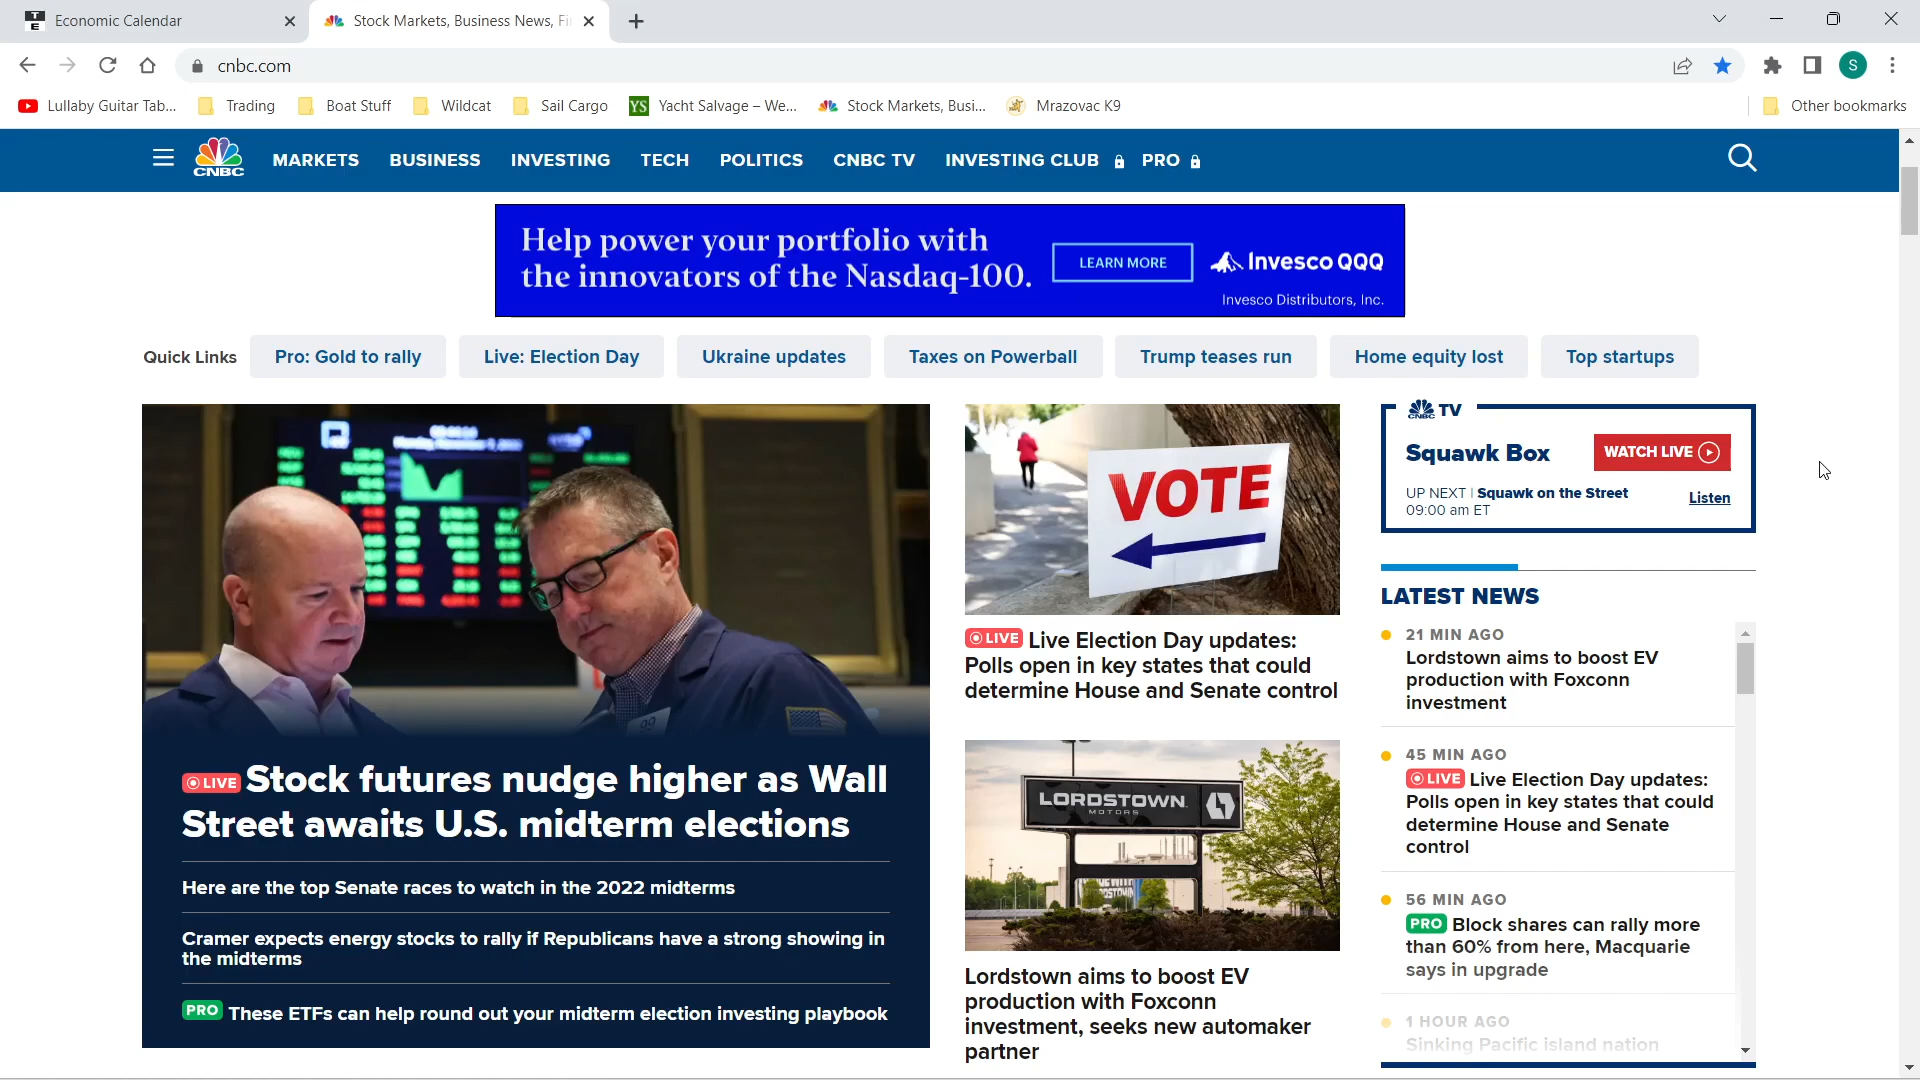 Economic Calendar
Stock Markets, Business News, Fi
cnbc.com
S
Lullaby Guitar Tab...
Trading
Boat Stuff
Wildcat
Sail Cargo
YS Yacht Salvage – We...
Stock Markets, Busi...
Mrazovac K9
Other bookmarks
CNBC
MARKETS
BUSINESS
INVESTING
TECH
POLITICS
CNBC TV
INVESTING CLUB
PRO
Help power your portfolio with
the innovators of the Nasdaq-100.
LEARN MORE
Invesco QQQ
Invesco Distributors, Inc.
Quick Links
Pro: Gold to rally
Live: Election Day
Ukraine updates
Taxes on Powerball
Trump teases run
Home equity lost
Top startups
LIVE Stock futures nudge higher as Wall
Street awaits U.S. midterm elections
Here are the top Senate races to watch in the 2022 midterms
Cramer expects energy stocks to rally if Republicans have a strong showing in
the midterms
PRO These ETFs can help round out your midterm election investing playbook
VOTE
LIVE Live Election Day updates:
Polls open in key states that could
determine House and Senate control
LORDSTOWN
MOTORS
Lordstown aims to boost EV
production with Foxconn
investment, seeks new automaker
partner
CNBC TV
Squawk Box
WATCH LIVE
UP NEXT | Squawk on the Street
09:00 am ET
Listen
LATEST NEWS
21 MIN AGO
Lordstown aims to boost EV
production with Foxconn
investment
45 MIN AGO
LIVE Live Election Day updates:
Polls open in key states that could
determine House and Senate
control
56 MIN AGO
PRO Block shares can rally more
than 60% from here, Macquarie
says in upgrade
1 HOUR AGO
Sinking Pacific island nation